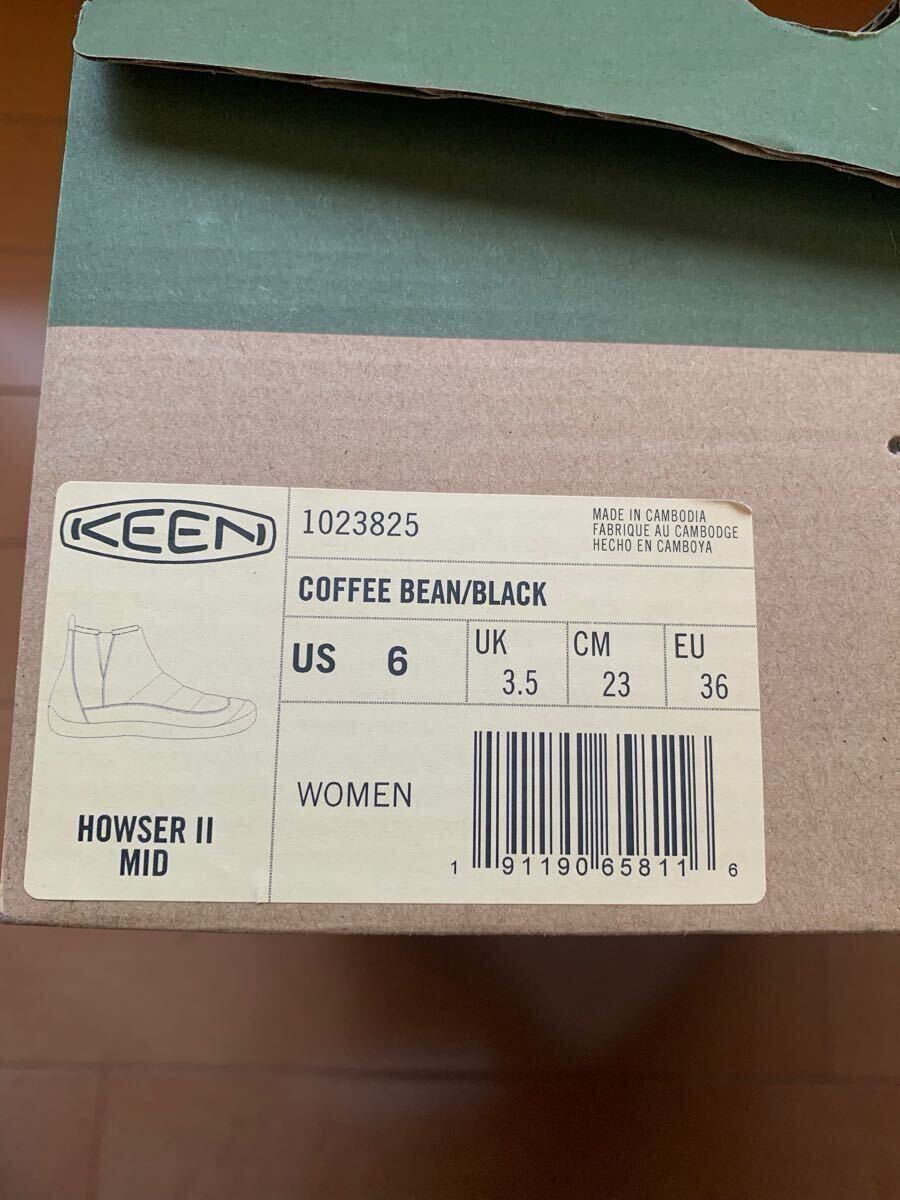 KEEN
1023825
MADE IN CAMBODIA
FABRIQUE AU CAMBODGE
HECHO EN CAMBOYA
COFFEE BEAN/BLACK
US 6
UK 3.5
CM 23
EU 36
WOMEN
HOWSER II
MID
1 91190 65811 6